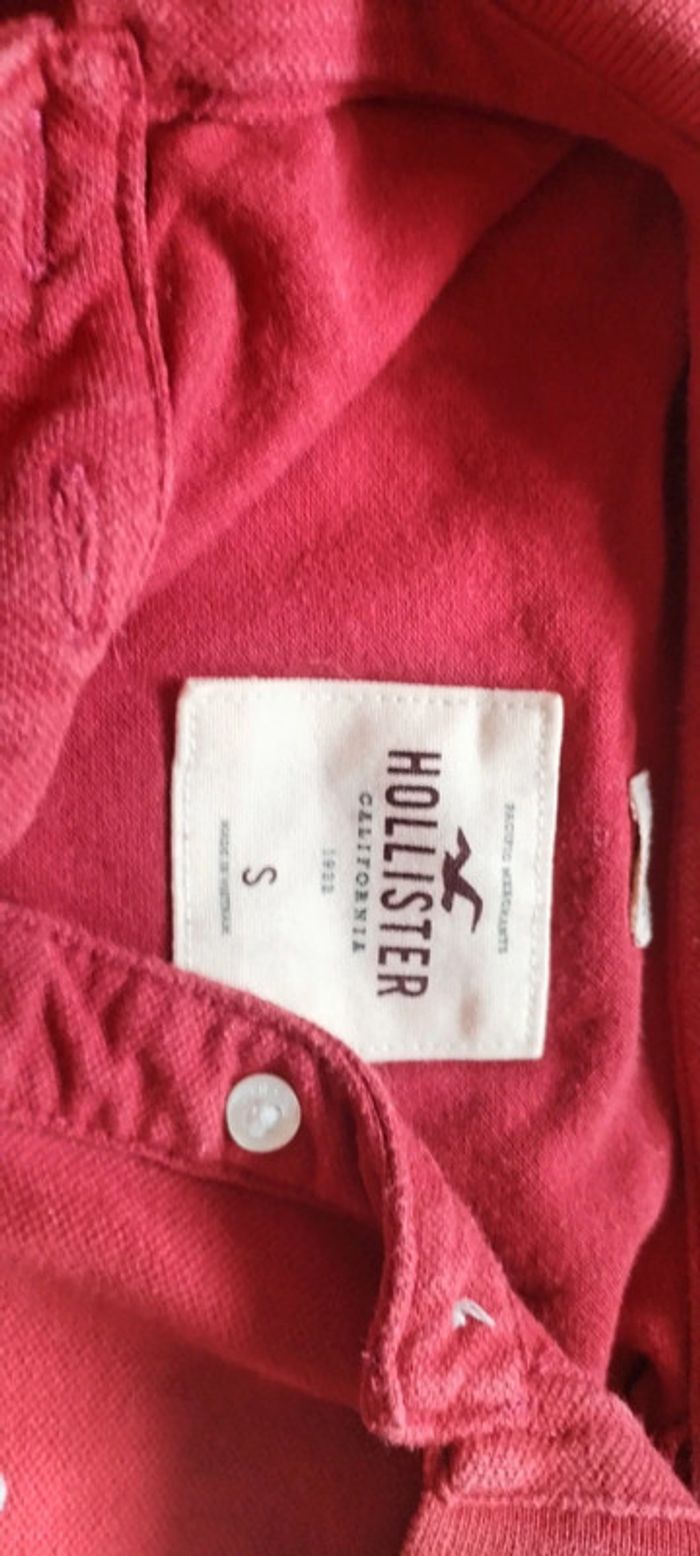 PACIFIC MERCHANTS
HOLLISTER
CALIFORNIA
1922
S
MADE IN VIETNAM